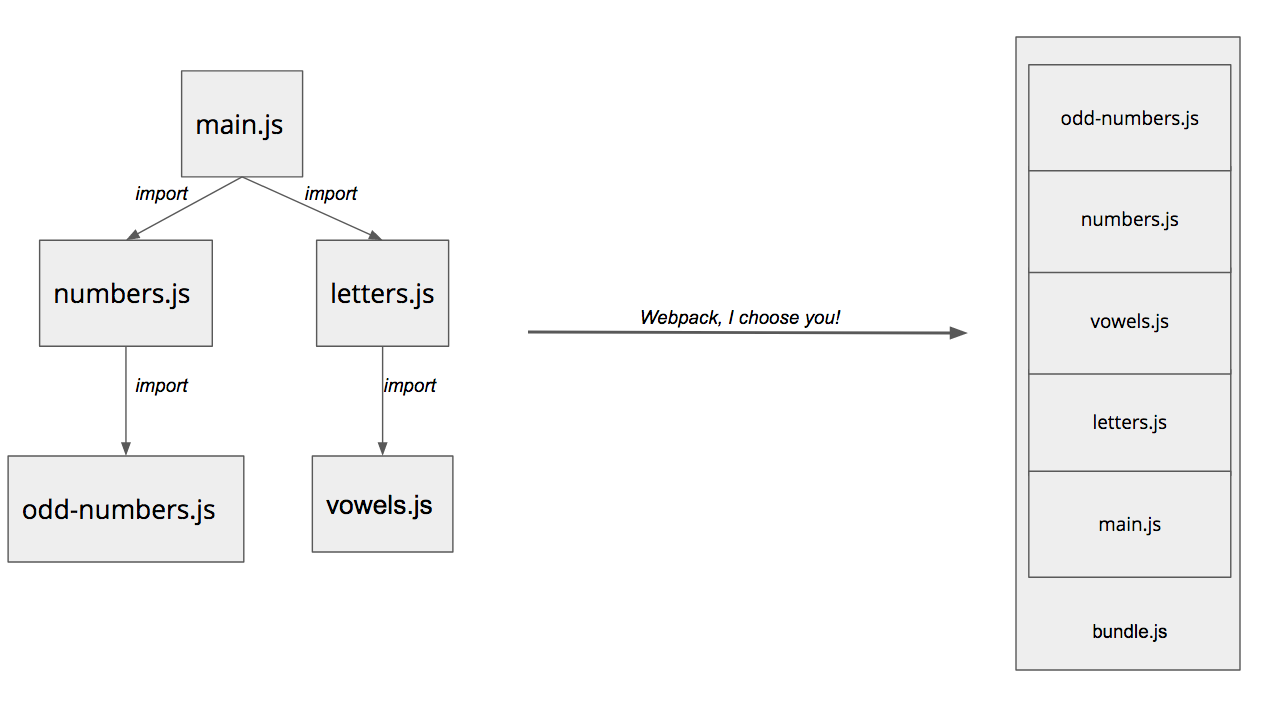 main.js
import
import
numbers.js
letters.js
import
import
odd-numbers.js
vowels.js
Webpack, I choose you!
odd-numbers.js
numbers.js
vowels.js
letters.js
main.js
bundle.js